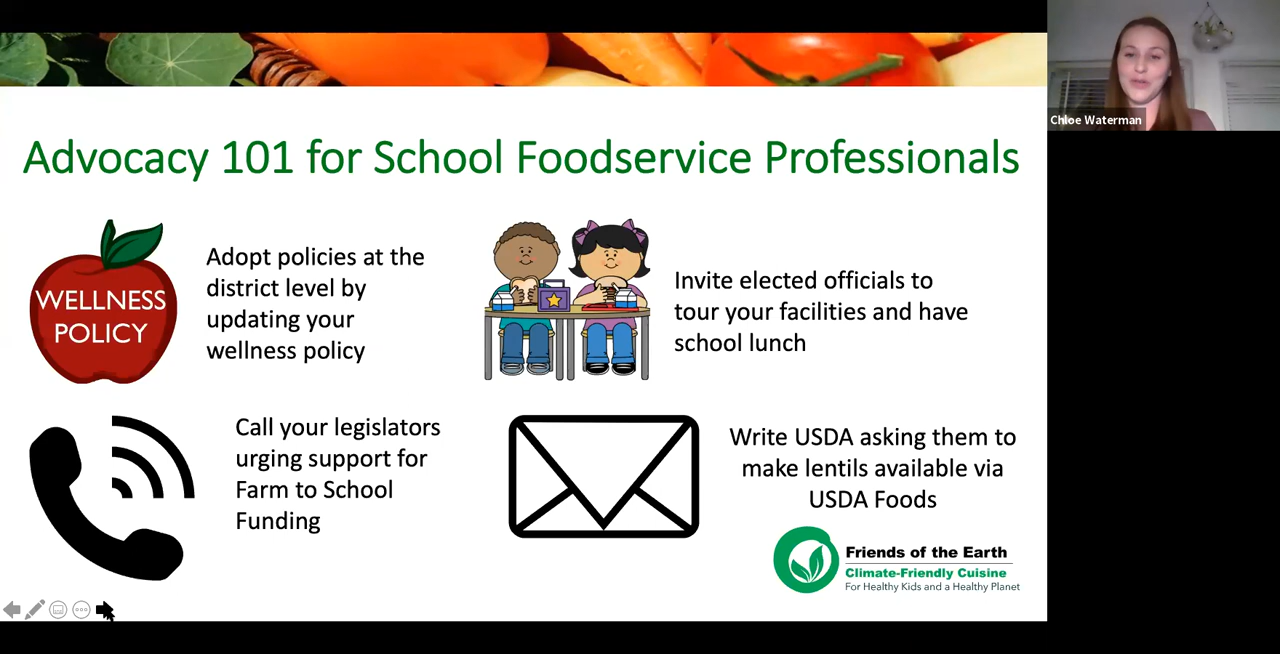 Chloe Waterman
Advocacy 101 for School Foodservice Professionals
WELLNESS
POLICY
Adopt policies at the
district level by
updating your
wellness policy
Invite elected officials to
tour your facilities and have
school lunch
Call your legislators
urging support for
Farm to School
Funding
Write USDA asking them to
make lentils available via
USDA Foods
Friends of the Earth
Climate-Friendly Cuisine
For Healthy Kids and a Healthy Planet